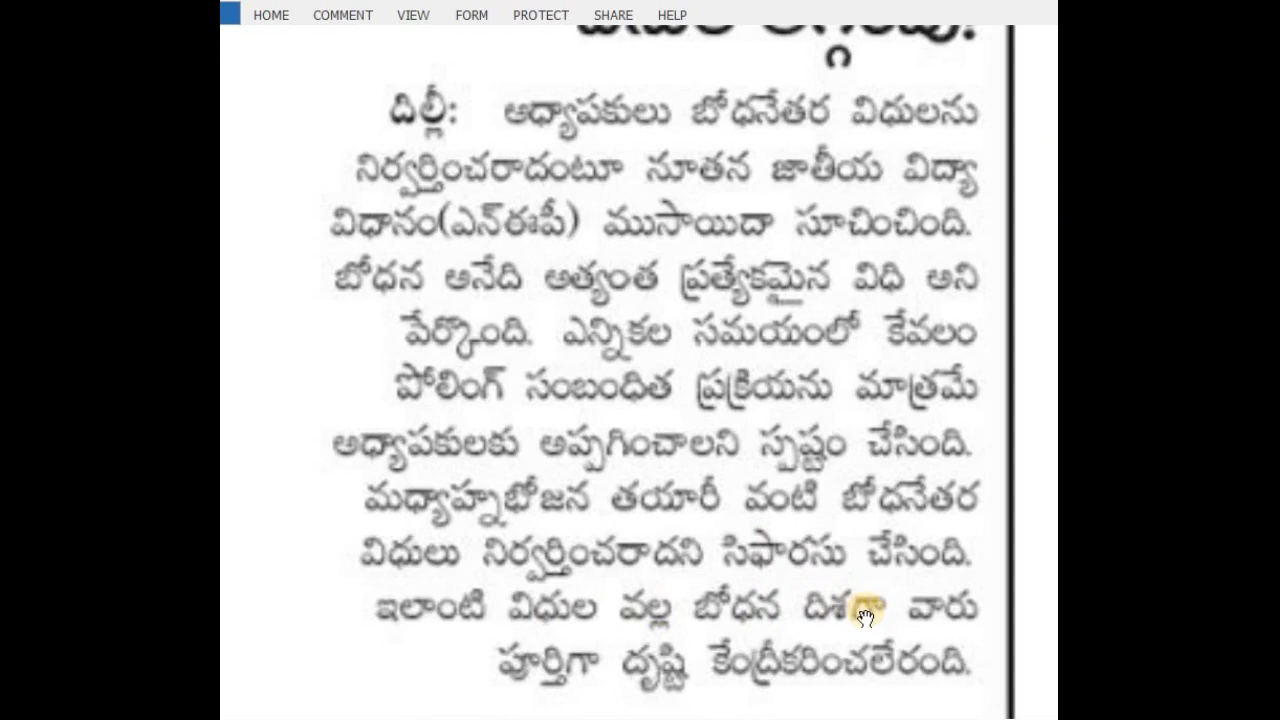 HOME COMMENT VIEW FORM PROTECT SHARE HELP
దిల్లీ: ఆధ్యాపకులు బోధనేతర విధులను
నిర్వర్తించరాదంటూ నూతన జాతీయ విద్యా
విధానం(ఎన్ఈపీ) ముసాయిదా సూచించింది.
బోధన అనేది అత్యంత ప్రత్యేకమైన విధి అని
పేర్కొంది. ఎన్నికల సమయంలో కేవలం
పోలింగ్ సంబంధిత ప్రక్రియను మాత్రమే
అధ్యాపకులకు అప్పగించాలని స్పష్టం చేసింది.
మధ్యాహ్నభోజన తయారీ వంటి బోధనేతర
విధులు నిర్వర్తించరాదని సిఫారసు చేసింది.
ఇలాంటి విధుల వల్ల బోధన దిశగా వారు
పూర్తిగా దృష్టి కేంద్రీకరించలేరంది.